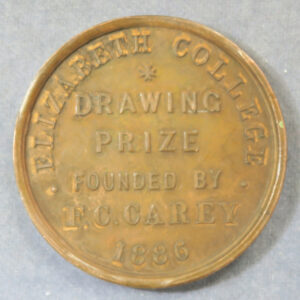 ELIZABETH COLLEGE
DRAWING
PRIZE
FOUNDED BY
F.C.CAREY
1886